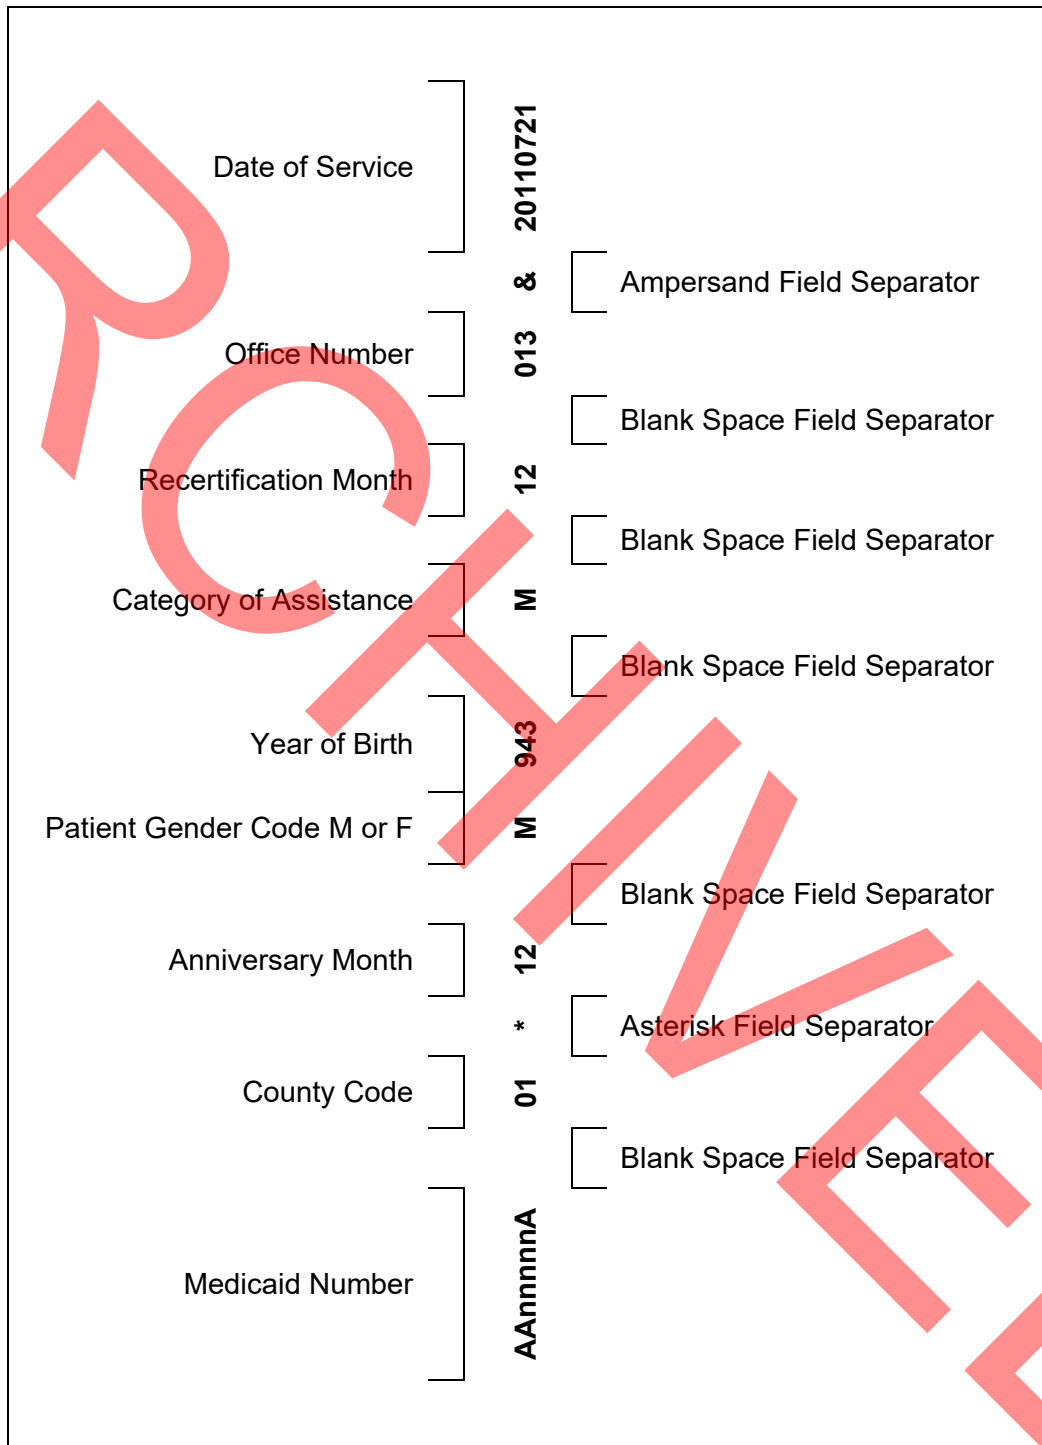 Date of Service
20110721
&
Ampersand Field Separator
Office Number
013
Blank Space Field Separator
Recertification Month
12
Blank Space Field Separator
Category of Assistance
M
Blank Space Field Separator
Year of Birth
943
Patient Gender Code M or F
M
Blank Space Field Separator
Anniversary Month
12
*
Asterisk Field Separator
County Code
01
Blank Space Field Separator
Medicaid Number
AAnnnnnA
RCHIVE